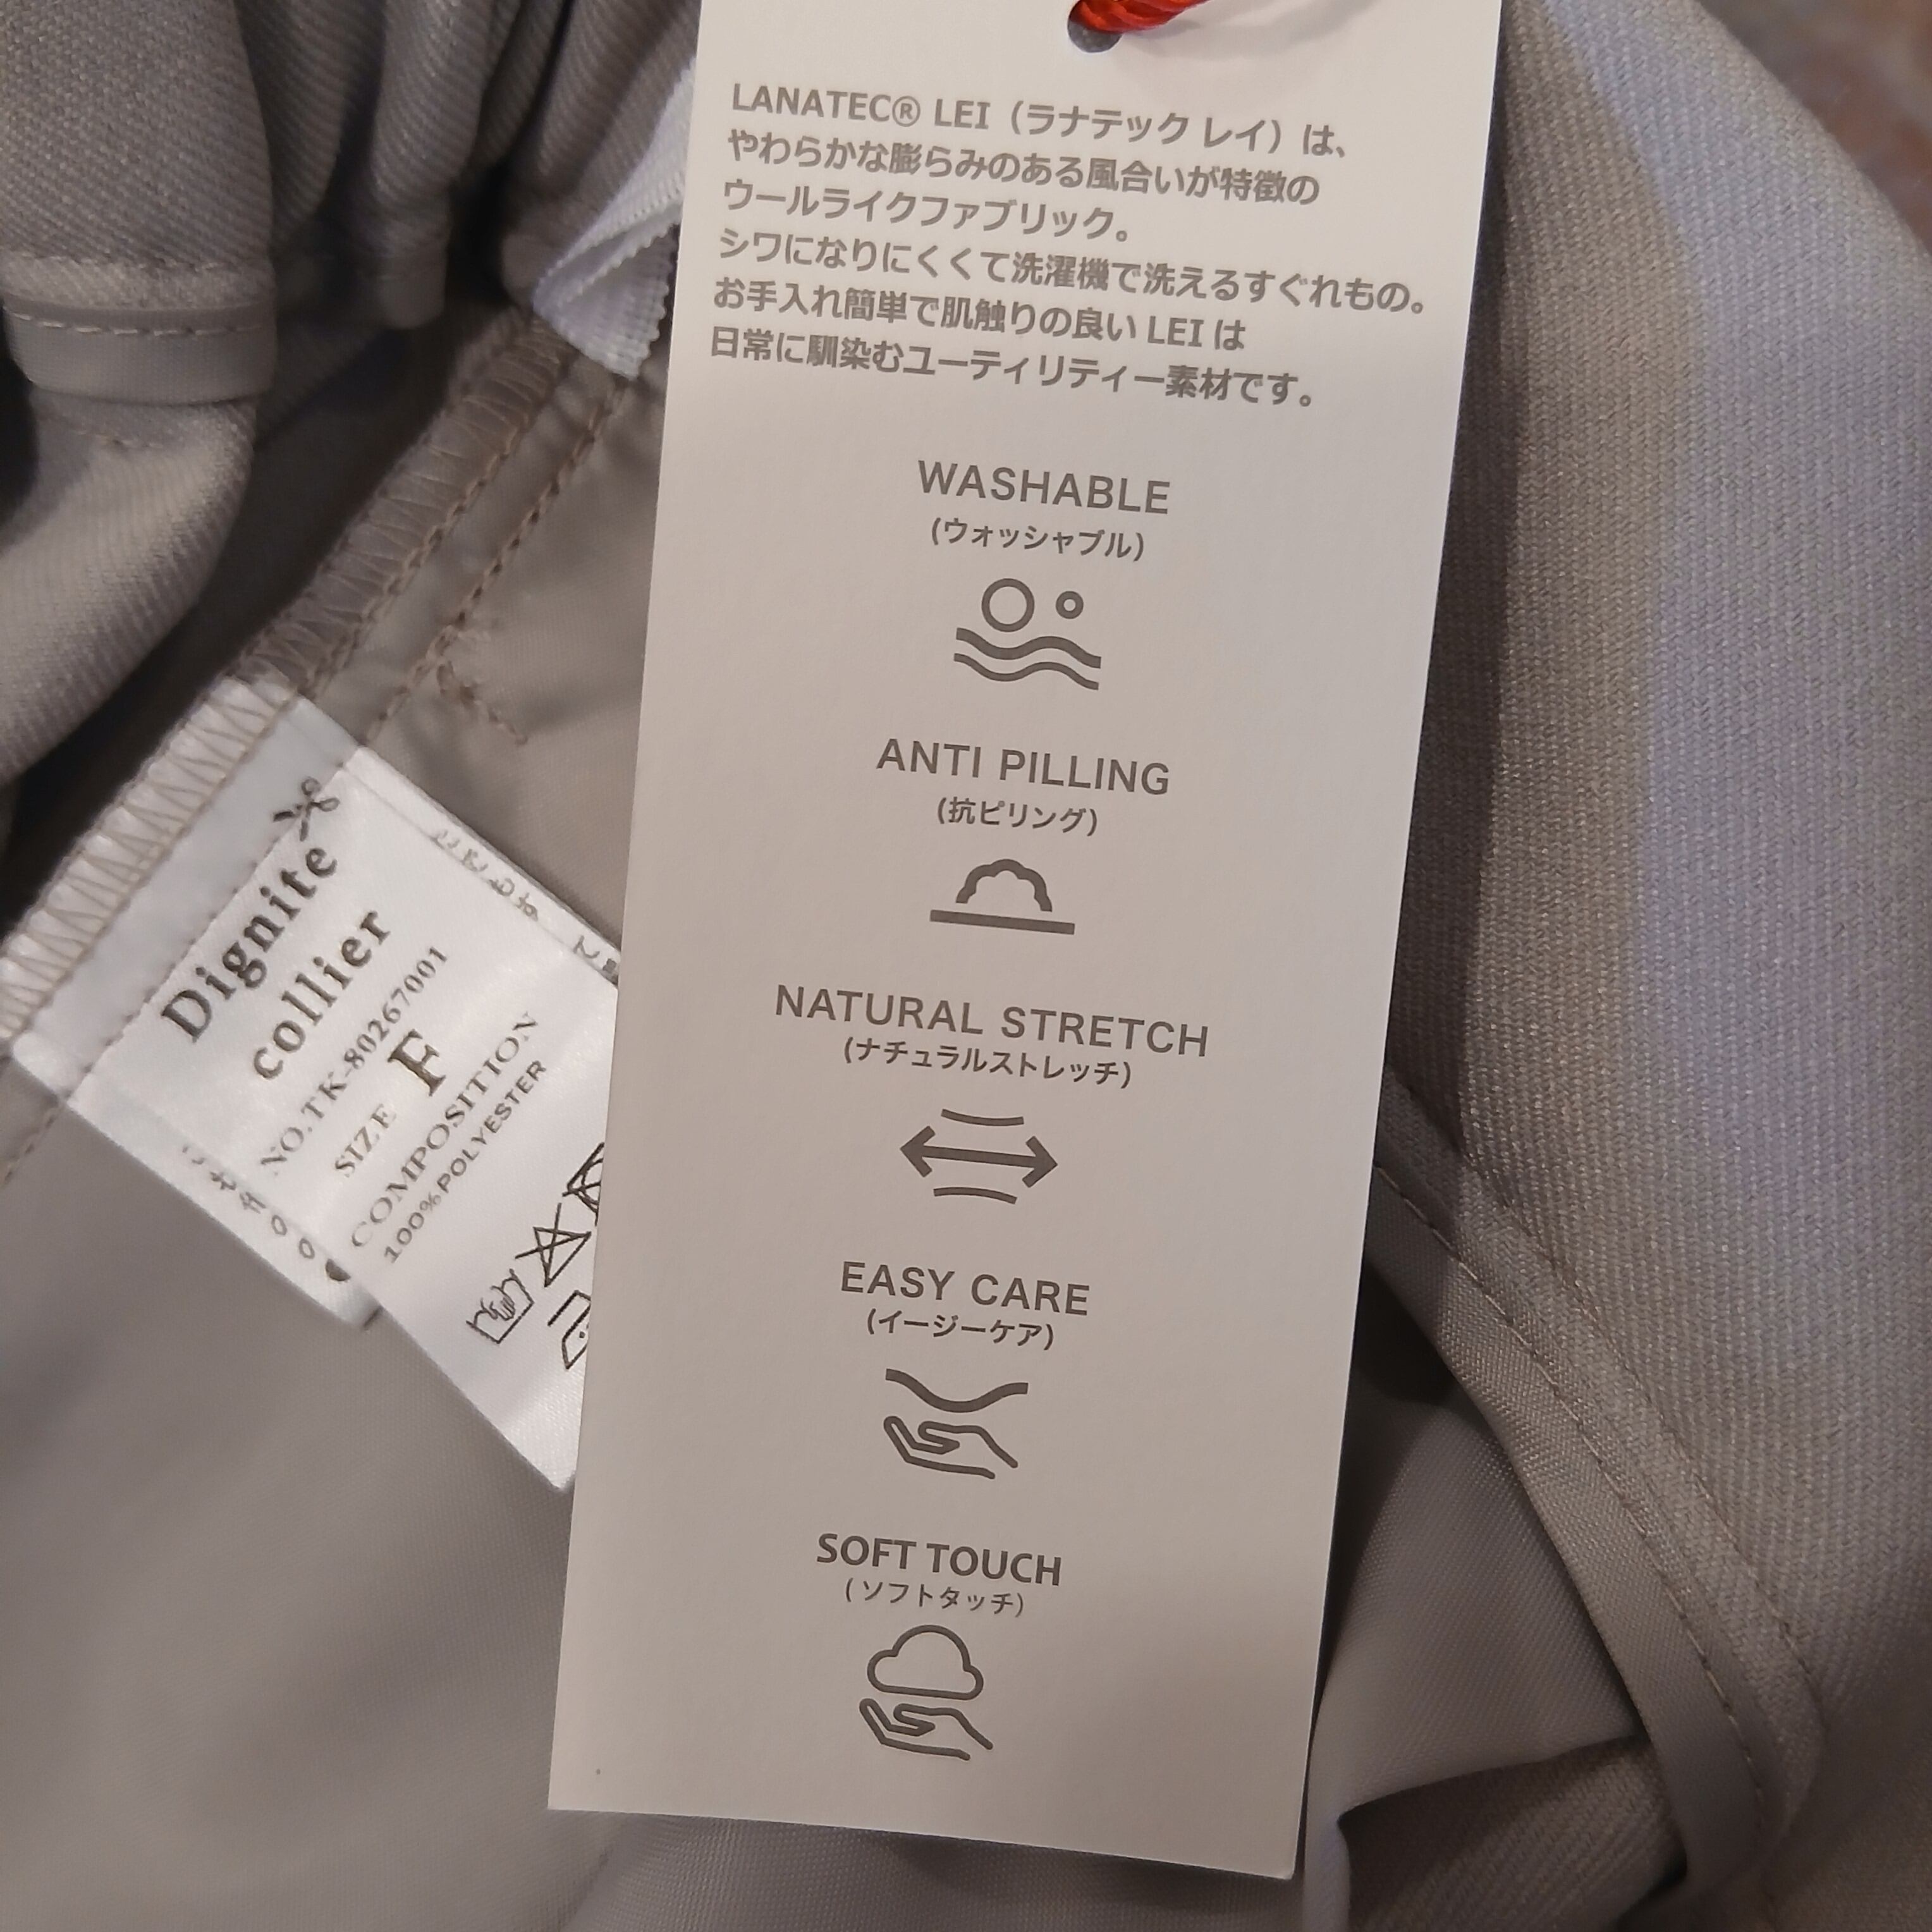 LANATEC® LEI（ラナテック レイ）は、
やわらかな膨らみのある風合いが特徴の
ウールライクファブリック。
シワになりにくくて洗濯機で洗えるすぐれもの。
お手入れ簡単で肌触りの良い LEI は
日常に馴染むユーティリティー素材です。
WASHABLE
（ウォッシャブル）
ANTI PILLING
（抗ピリング）
NATURAL STRETCH
（ナチュラルストレッチ）
EASY CARE
（イージーケア）
SOFT TOUCH
（ソフトタッチ）
Dignite
collier
NO.TK-80267001
SIZE F
COMPOSITION
100% POLYESTER